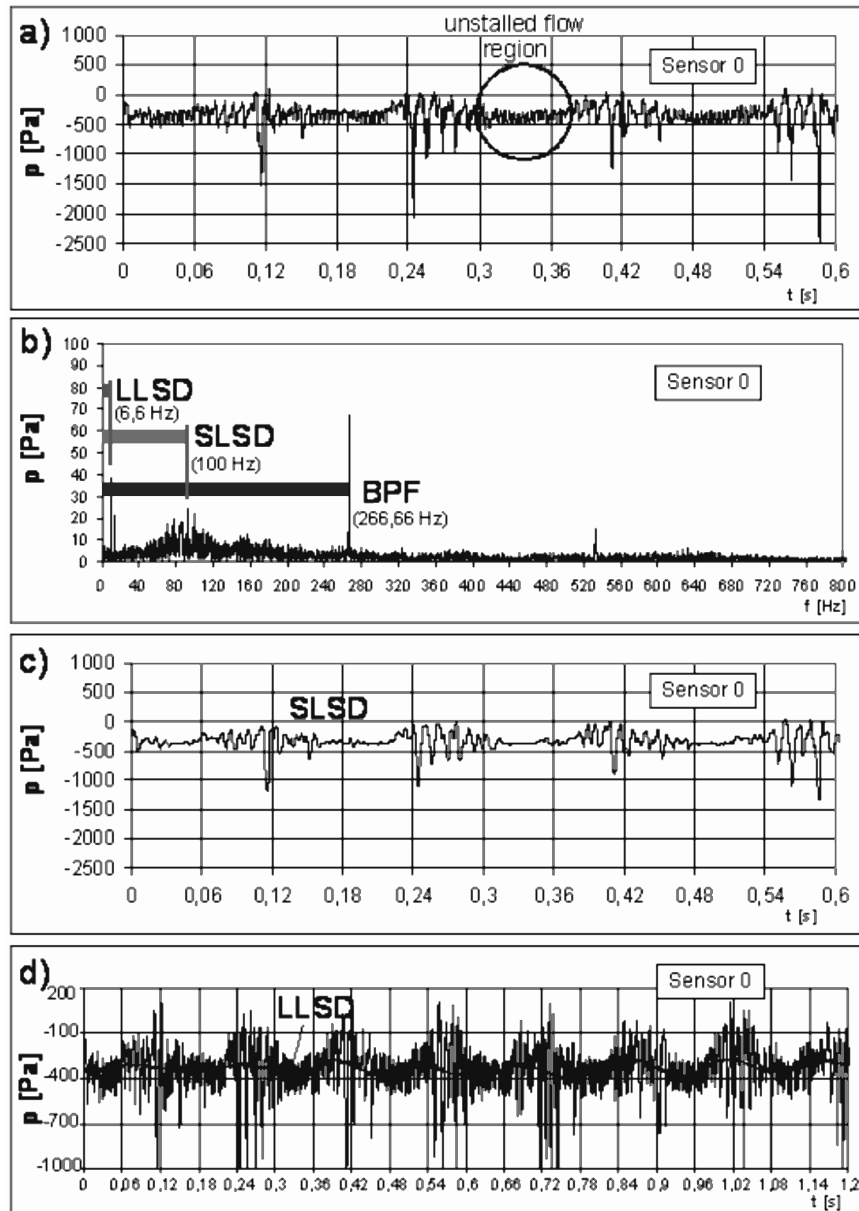 a)
unstalled flow
region
Sensor 0
p [Pa]
1000
500
0
-500
-1000
-1500
-2000
-2500
0 0,06 0,12 0,18 0,24 0,3 0,36 0,42 0,48 0,54 0,6
t [s]
b)
Sensor 0
p [Pa]
100
90
80
70
60
50
40
30
20
10
0
LLSD
(6,6 Hz)
SLSD
(100 Hz)
BPF
(266,66 Hz)
0 40 80 120 160 200 240 280 320 360 400 440 480 520 560 600 640 680 720 760 800
f [Hz]
c)
SLSD
Sensor 0
p [Pa]
1000
500
0
-500
-1000
-1500
-2000
-2500
0 0,06 0,12 0,18 0,24 0,3 0,36 0,42 0,48 0,54 0,6
t [s]
d)
LLSD
Sensor 0
p [Pa]
200
-100
-400
-700
-1000
0 0,06 0,12 0,18 0,24 0,3 0,36 0,42 0,48 0,54 0,6 0,66 0,72 0,78 0,84 0,9 0,96 1,02 1,08 1,14 1,2
t [s]